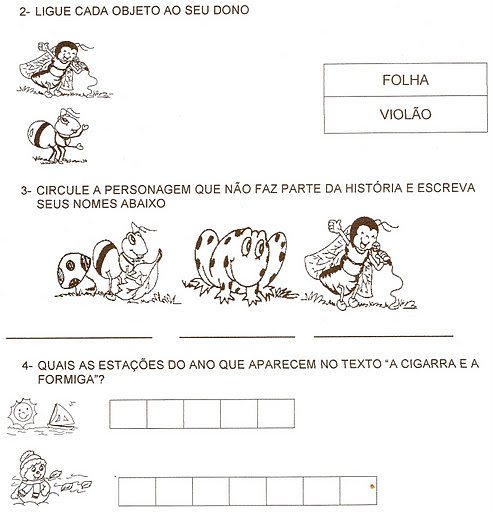 2- LIGUE CADA OBJETO AO SEU DONO
FOLHA
VIOLÃO
3- CIRCULE A PERSONAGEM QUE NÃO FAZ PARTE DA HISTÓRIA E ESCREVA
SEUS NOMES ABAIXO
4- QUAIS AS ESTAÇÕES DO ANO QUE APARECEM NO TEXTO “A CIGARRA E A
FORMIGA”?